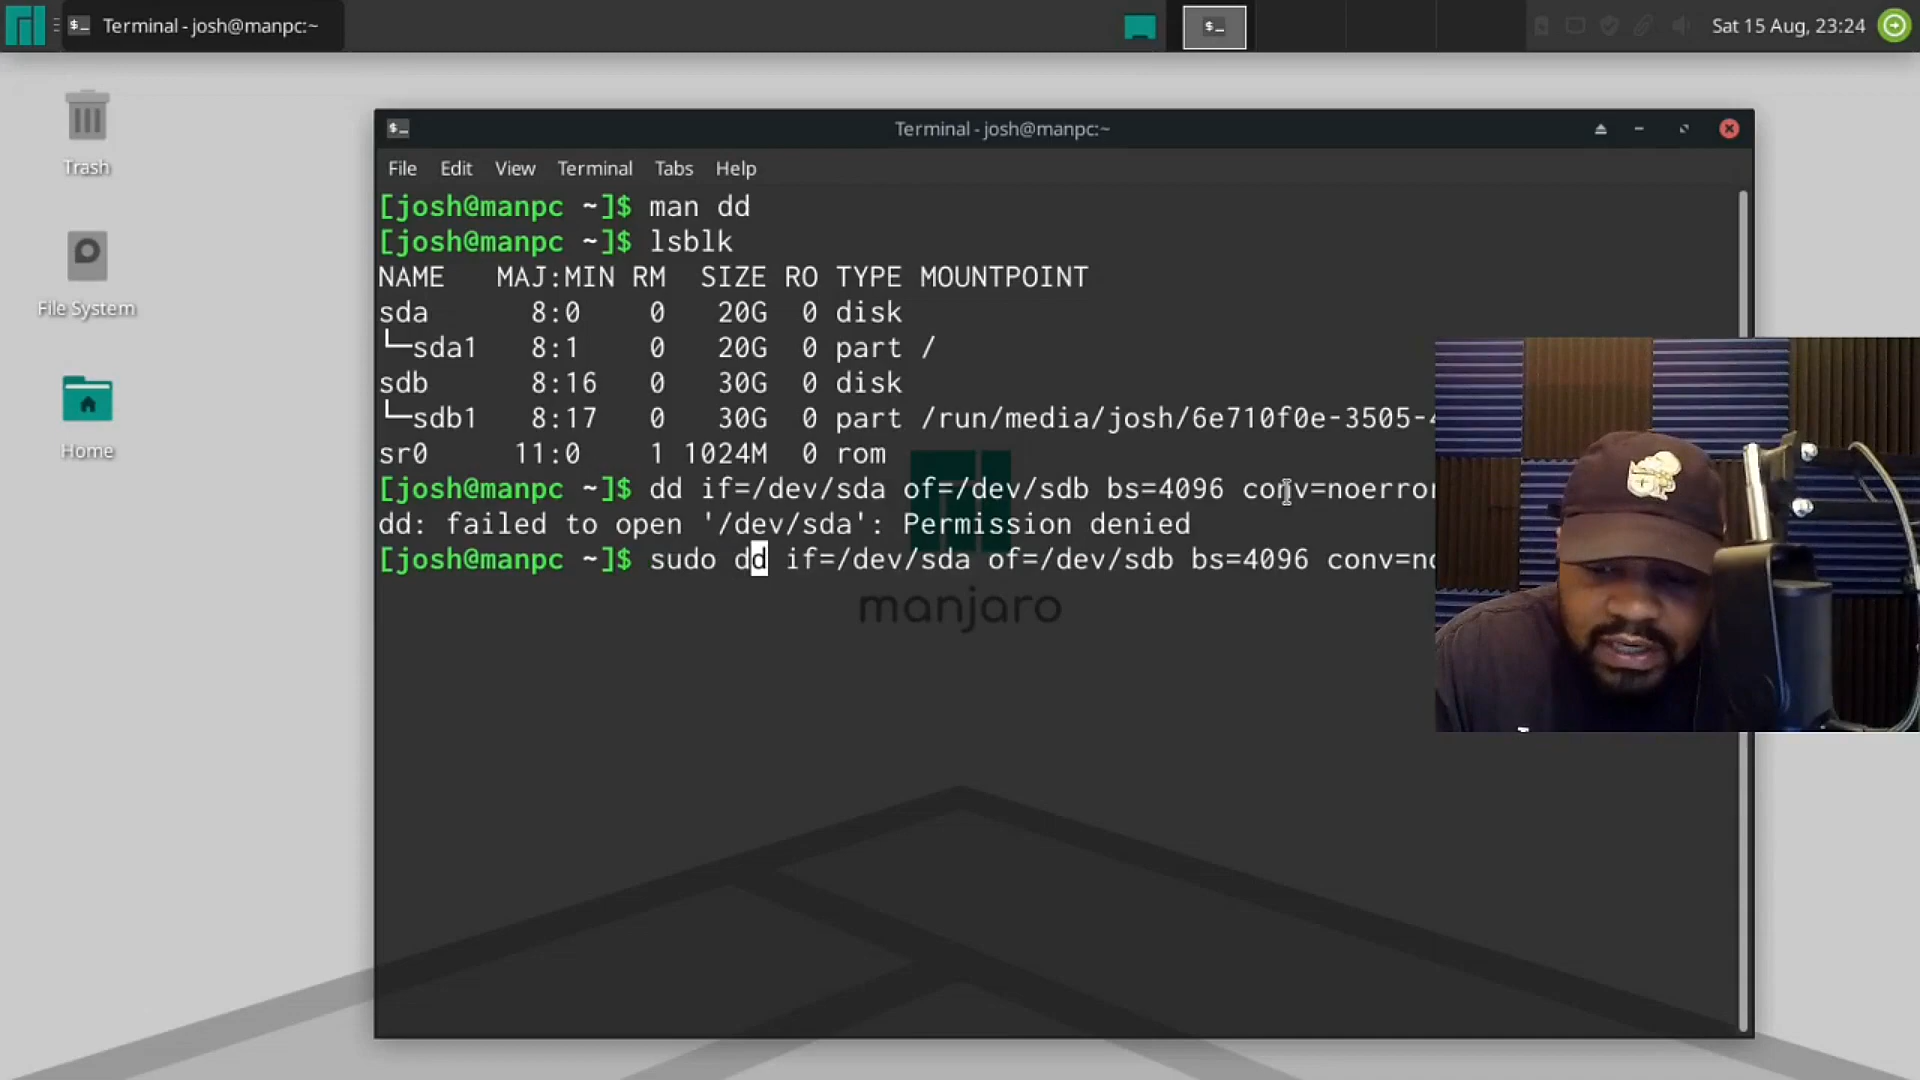 Terminal - josh@manpc:~
Sat 15 Aug, 23:24
Trash
File System
Home
Terminal - josh@manpc:~
File Edit View Terminal Tabs Help
[josh@manpc ~]$ man dd
[josh@manpc ~]$ lsblk
NAME MAJ:MIN RM SIZE RO TYPE MOUNTPOINT
sda 8:0 0 20G 0 disk
└─sda1 8:1 0 20G 0 part /
sdb 8:16 0 30G 0 disk
└─sdb1 8:17 0 30G 0 part /run/media/josh/6e710f0e-3505-
sr0 11:0 1 1024M 0 rom
[josh@manpc ~]$ dd if=/dev/sda of=/dev/sdb bs=4096 conv=noerror
dd: failed to open '/dev/sda': Permission denied
[josh@manpc ~]$ sudo dd if=/dev/sda of=/dev/sdb bs=4096 conv=no
manjaro